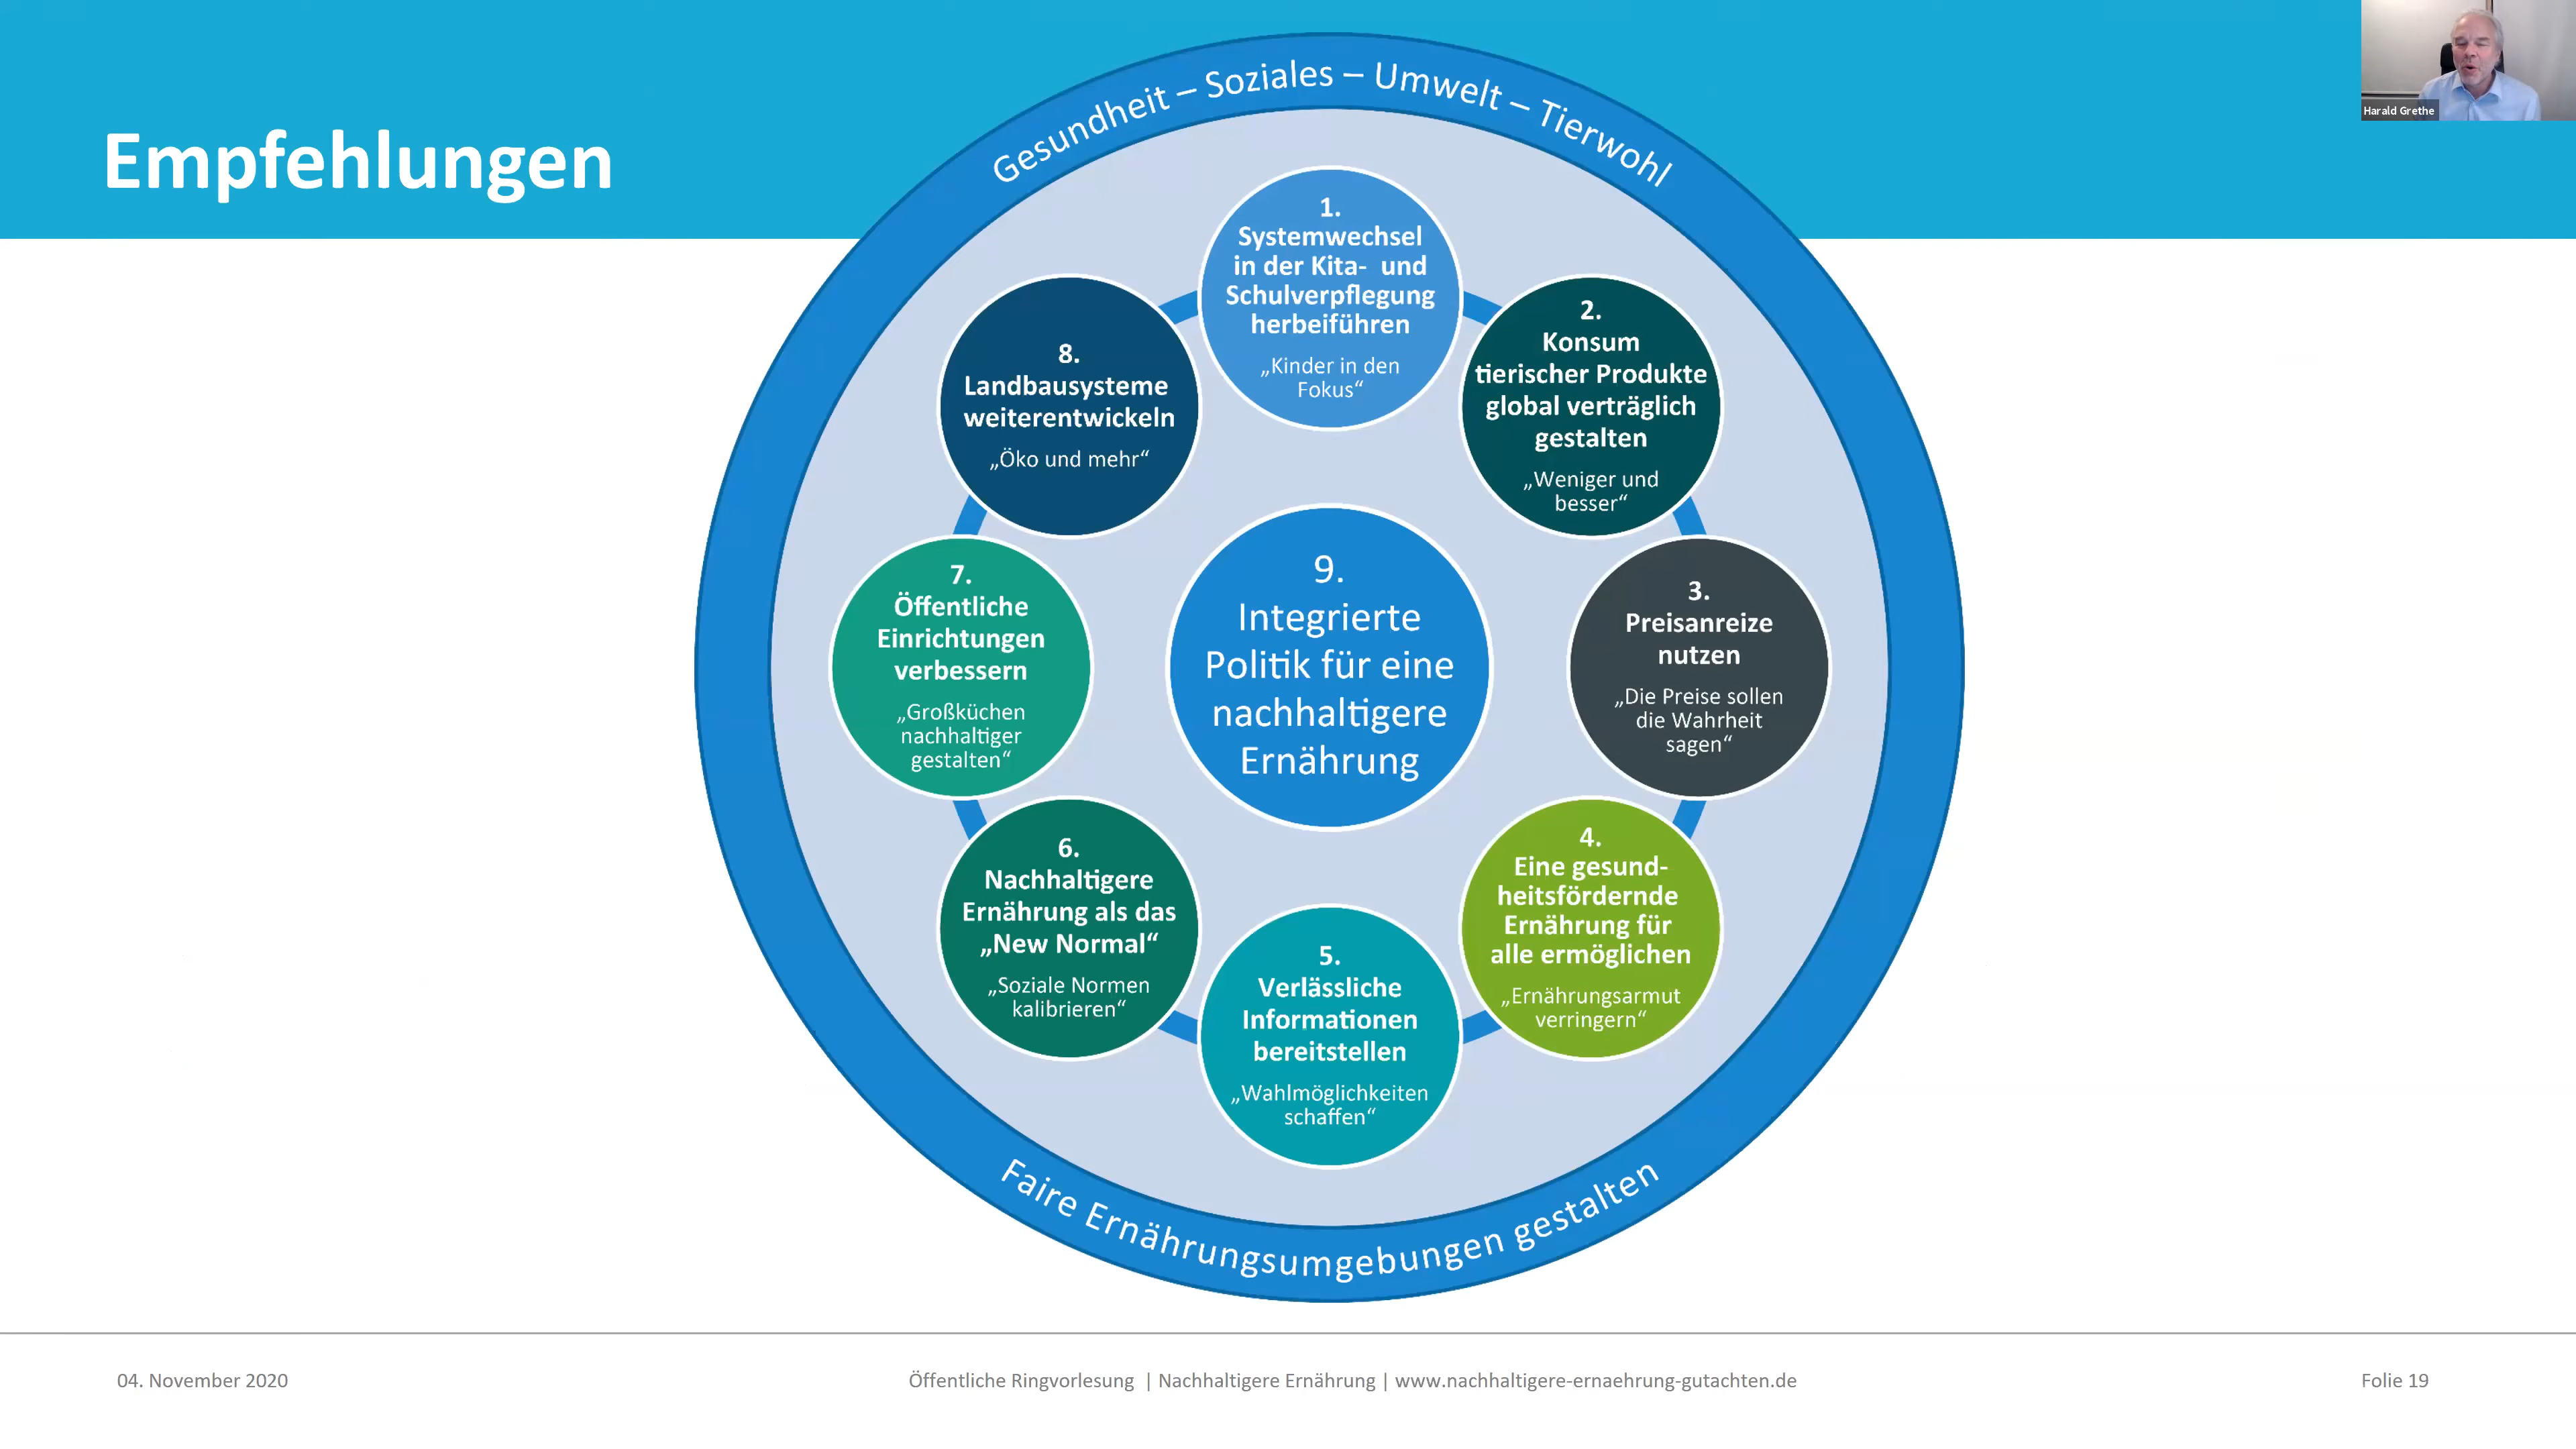 Empfehlungen
Harald Grethe
Gesundheit – Soziales – Umwelt – Tierwohl
1.
Systemwechsel
in der Kita- und
Schulverpflegung
herbeiführen
„Kinder in den
Fokus“
2.
Konsum
tierischer Produkte
global verträglich
gestalten
„Weniger und
besser“
3.
Preisanreize
nutzen
„Die Preise sollen
die Wahrheit
sagen“
4.
Eine gesund-
heitsfördernde
Ernährung für
alle ermöglichen
„Ernährungsarmut
verringern“
5.
Verlässliche
Informationen
bereitstellen
„Wahlmöglichkeiten
schaffen“
6.
Nachhaltigere
Ernährung als das
„New Normal“
„Soziale Normen
kalibrieren“
7.
Öffentliche
Einrichtungen
verbessern
„Großküchen
nachhaltiger
gestalten“
8.
Landbausysteme
weiterentwickeln
„Öko und mehr“
9.
Integrierte
Politik für eine
nachhaltigere
Ernährung
Faire Ernährungsumgebungen gestalten
04. November 2020
Öffentliche Ringvorlesung | Nachhaltigere Ernährung | www.nachhaltigere-ernaehrung-gutachten.de
Folie 19